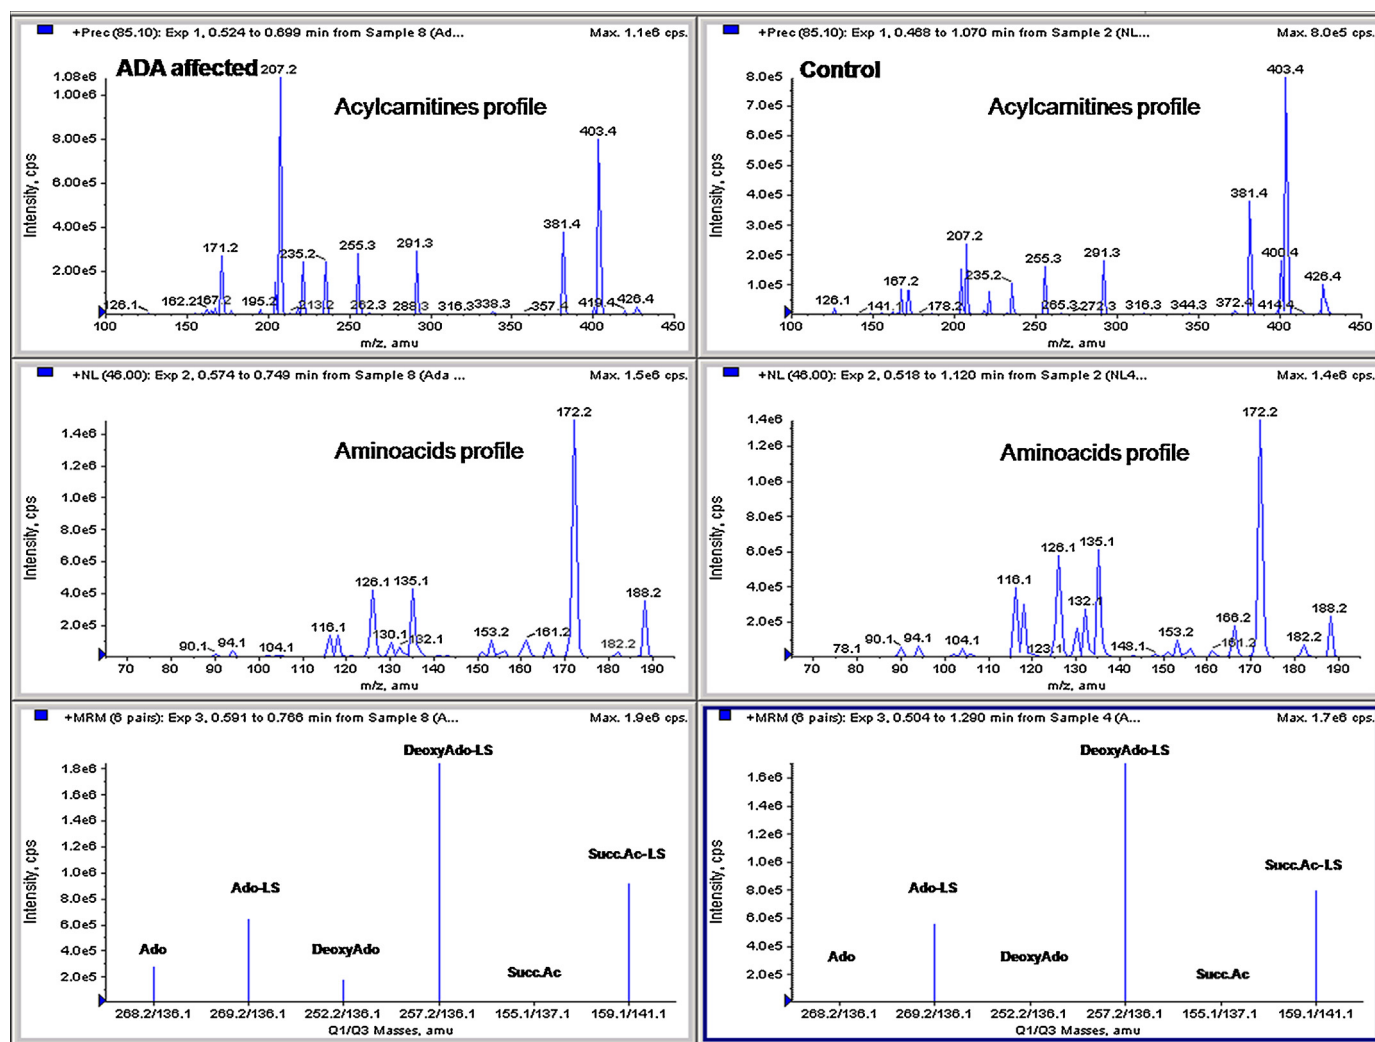 +Prec (85.10): Exp 1, 0.524 to 0.699 min from Sample 8 (Ad...
Max. 1.1e6 cps.
ADA affected
Acylcarnitines profile
Intensity, cps
1.08e6
1.00e6
8.00e5
6.00e5
4.00e5
2.00e5
126.1
162.2
167.2
171.2
195.2
207.2
213.2
235.2
255.3
262.3
288.3
291.3
316.3
338.3
357.4
381.4
403.4
419.4
426.4
100 150 200 250 300 350 400 450
m/z, amu
+Prec (85.10): Exp 1, 0.468 to 1.070 min from Sample 2 (NL...
Max. 8.0e5 cps.
Control
Acylcarnitines profile
Intensity, cps
8.0e5
7.0e5
6.0e5
5.0e5
4.0e5
3.0e5
2.0e5
1.0e5
126.1
141.1
167.2
178.2
207.2
235.2
255.3
265.3
272.3
291.3
316.3
344.3
372.4
381.4
400.4
403.4
414.4
426.4
100 150 200 250 300 350 400 450
m/z, amu
+NL (46.00): Exp 2, 0.574 to 0.749 min from Sample 8 (Ada ...
Max. 1.5e6 cps.
Aminoacids profile
Intensity, cps
1.4e6
1.2e6
1.0e6
8.0e5
6.0e5
4.0e5
2.0e5
90.1
94.1
104.1
116.1
126.1
130.1
132.1
135.1
153.2
161.2
172.2
182.2
188.2
70 80 90 100 110 120 130 140 150 160 170 180 190
m/z, amu
+NL (46.00): Exp 2, 0.518 to 1.120 min from Sample 2 (NL4...
Max. 1.4e6 cps.
Aminoacids profile
Intensity, cps
1.4e6
1.2e6
1.0e6
8.0e5
6.0e5
4.0e5
2.0e5
78.1
90.1
94.1
104.1
116.1
123.1
126.1
132.1
135.1
148.1
153.2
161.2
166.2
172.2
182.2
188.2
70 80 90 100 110 120 130 140 150 160 170 180 190
m/z, amu
+MRM (6 pairs): Exp 3, 0.591 to 0.766 min from Sample 8 (A...
Max. 1.9e6 cps.
Intensity, cps
1.8e6
1.6e6
1.4e6
1.2e6
1.0e6
8.0e5
6.0e5
4.0e5
2.0e5
Ado
Ado-LS
DeoxyAdo
DeoxyAdo-LS
Succ.Ac
Succ.Ac-LS
268.2/136.1 269.2/136.1 252.2/136.1 257.2/136.1 155.1/137.1 159.1/141.1
Q1/Q3 Masses, amu
+MRM (6 pairs): Exp 3, 0.504 to 1.290 min from Sample 4 (A...
Max. 1.7e6 cps.
Intensity, cps
1.6e6
1.4e6
1.2e6
1.0e6
8.0e5
6.0e5
4.0e5
2.0e5
Ado
Ado-LS
DeoxyAdo
DeoxyAdo-LS
Succ.Ac
Succ.Ac-LS
268.2/136.1 269.2/136.1 252.2/136.1 257.2/136.1 155.1/137.1 159.1/141.1
Q1/Q3 Masses, amu